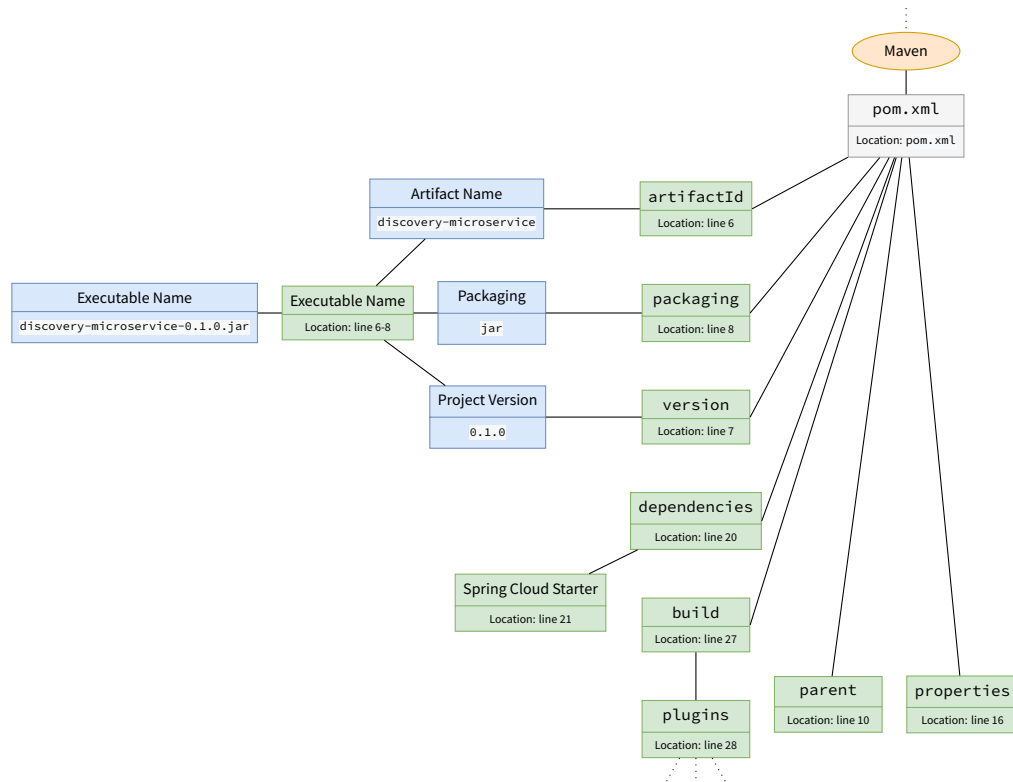 Maven
pom.xml
Location: pom.xml
Artifact Name
discovery-microservice
artifactId
Location: line 6
Executable Name
discovery-microservice-0.1.0.jar
Executable Name
Location: line 6-8
Packaging
jar
packaging
Location: line 8
Project Version
0.1.0
version
Location: line 7
dependencies
Location: line 20
Spring Cloud Starter
Location: line 21
build
Location: line 27
plugins
Location: line 28
parent
Location: line 10
properties
Location: line 16